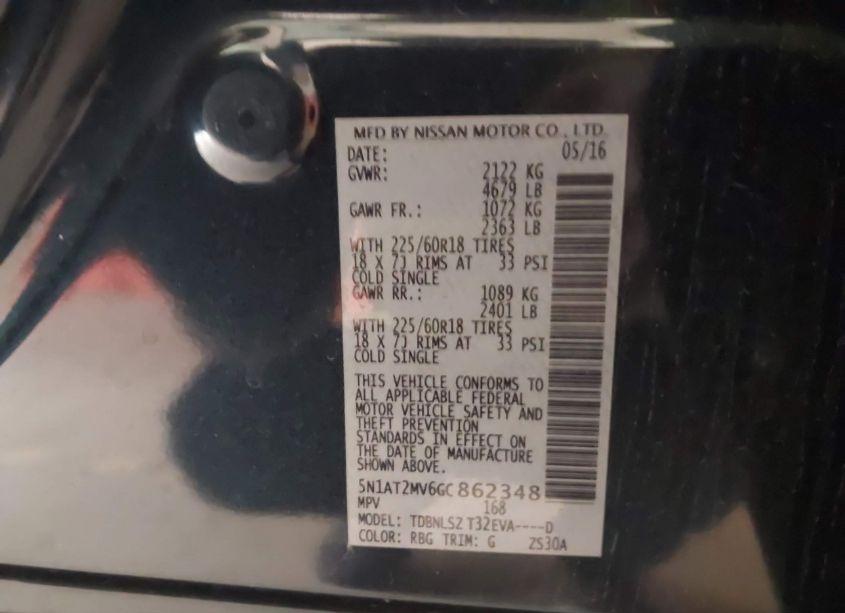 MFD BY NISSAN MOTOR CO., LTD.
DATE: 05/16
GVWR: 2122 KG
4679 LB
GAWR FR.: 1072 KG
2363 LB
WITH 225/60R18 TIRES
18 X 7J RIMS AT 33 PSI
COLD SINGLE
GAWR RR.: 1089 KG
2401 LB
WITH 225/60R18 TIRES
18 X 7J RIMS AT 33 PSI
COLD SINGLE
THIS VEHICLE CONFORMS TO
ALL APPLICABLE FEDERAL
MOTOR VEHICLE SAFETY AND
THEFT PREVENTION
STANDARDS IN EFFECT ON
THE DATE OF MANUFACTURE
SHOWN ABOVE.
5N1AT2MV6GC862348
MPV 168
MODEL: TDBNLSZ T32EVA----D
COLOR: RBG TRIM: G ZS30A